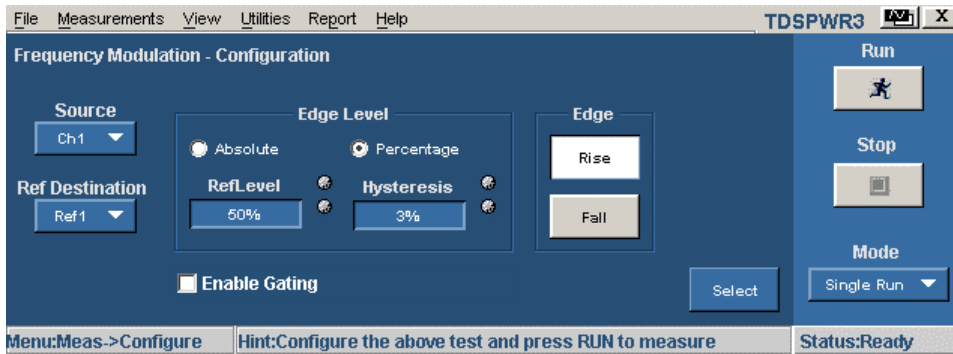 File Measurements View Utilities Report Help TDSPWR3 X
Frequency Modulation - Configuration
Run
Source
Edge Level
Edge
Ch1
Absolute
Percentage
Rise
Stop
Ref Destination
RefLevel
Hysteresis
Ref1
50%
3%
Fall
Mode
Enable Gating
Select
Single Run
Menu:Meas->Configure
Hint:Configure the above test and press RUN to measure
Status:Ready